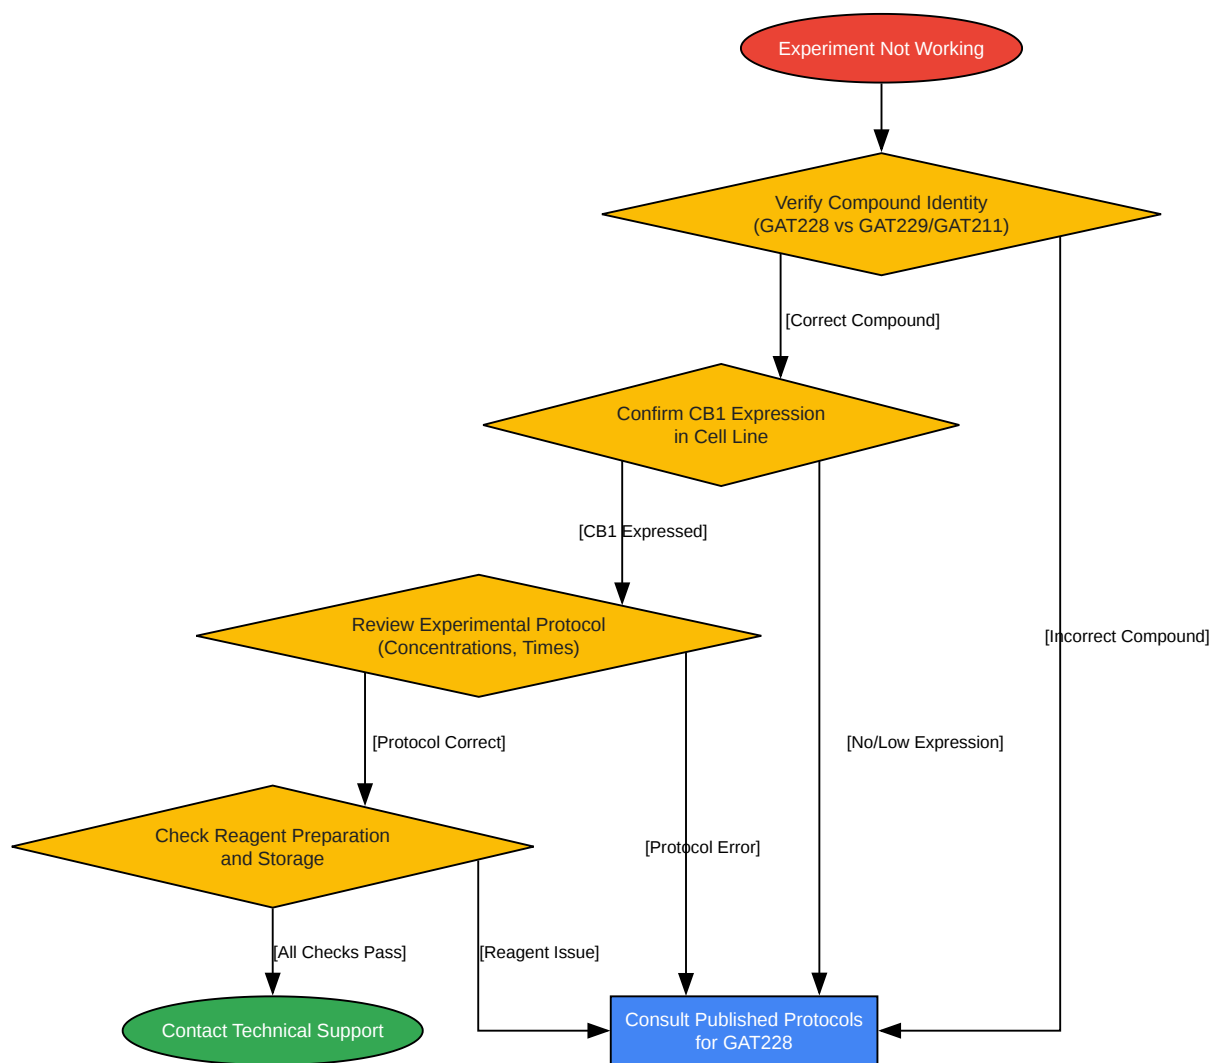 Experiment Not Working
Verify Compound Identity
(GAT228 vs GAT229/GAT211)
[Correct Compound]
Confirm CB1 Expression
in Cell Line
[CB1 Expressed]
Review Experimental Protocol
(Concentrations, Times)
[Incorrect Compound]
[Protocol Correct]
[No/Low Expression]
Check Reagent Preparation
and Storage
[Protocol Error]
[All Checks Pass]
[Reagent Issue]
Contact Technical Support
Consult Published Protocols
for GAT228